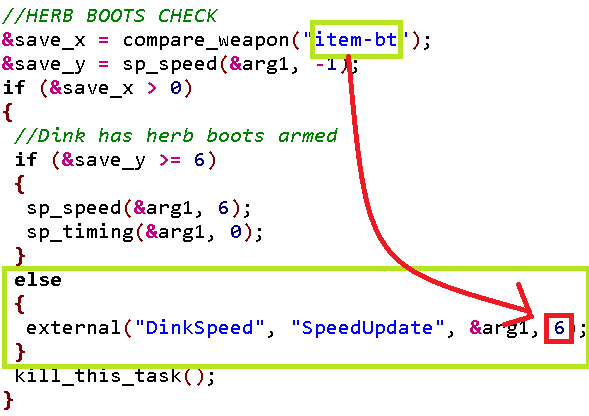 //HERB BOOTS CHECK
&save_x = compare_weapon("item-bt");
&save_y = sp_speed(&arg1, -1);
if (&save_x > 0)
{
//Dink has herb boots armed
if (&save_y >= 6)
{
sp_speed(&arg1, 6);
sp_timing(&arg1, 0);
}
else
{
external("DinkSpeed", "SpeedUpdate", &arg1, 6);
}
kill_this_task();
}